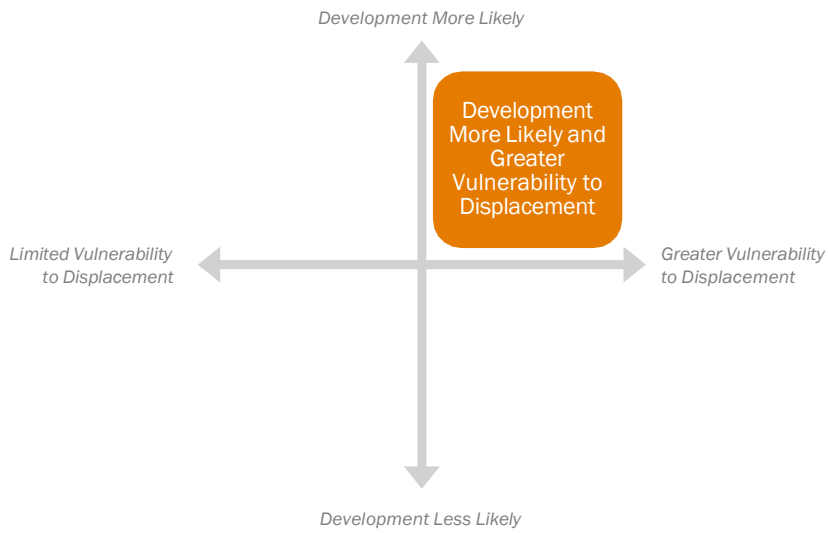 Development More Likely
Development
More Likely and
Greater
Vulnerability to
Displacement
Limited Vulnerability
to Displacement
Greater Vulnerability
to Displacement
Development Less Likely